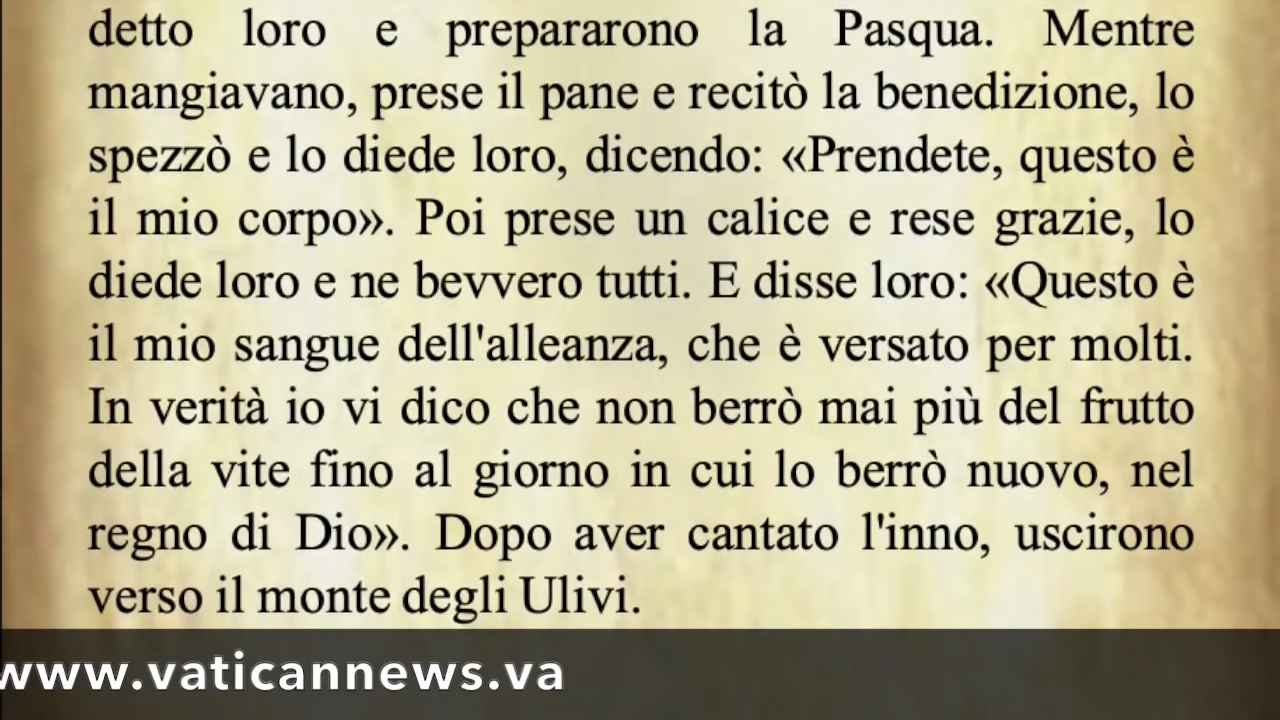 detto loro e prepararono la Pasqua. Mentre
mangiavano, prese il pane e recitò la benedizione, lo
spezzò e lo diede loro, dicendo: «Prendete, questo è
il mio corpo». Poi prese un calice e rese grazie, lo
diede loro e ne bevvero tutti. E disse loro: «Questo è
il mio sangue dell'alleanza, che è versato per molti.
In verità io vi dico che non berrò mai più del frutto
della vite fino al giorno in cui lo berrò nuovo, nel
regno di Dio». Dopo aver cantato l'inno, uscirono
verso il monte degli Ulivi.
www.vaticannews.va